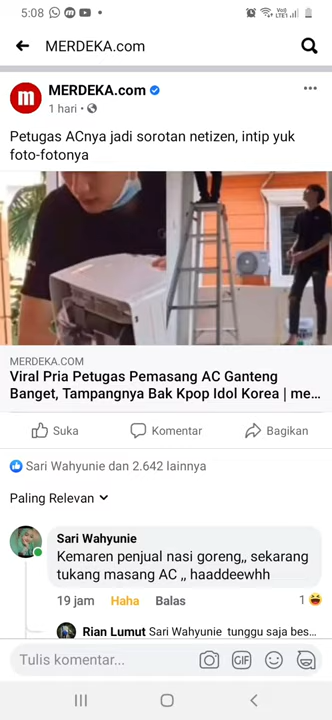 5:08
VoD LTE1
MERDEKA.com
m
MERDEKA.com
1 hari
Petugas ACnya jadi sorotan netizen, intip yuk
foto-fotonya
MERDEKA.COM
Viral Pria Petugas Pemasang AC Ganteng
Banget, Tampangnya Bak Kpop Idol Korea | me...
Suka
Komentar
Bagikan
Sari Wahyunie dan 2.642 lainnya
Paling Relevan
Sari Wahyunie
Kemaren penjual nasi goreng,, sekarang
tukang masang AC ,, haaddeewhh
19 jam Haha Balas 1
Rian Lumut Sari Wahyunie tunggu saja bes...
Tulis komentar...
GIF